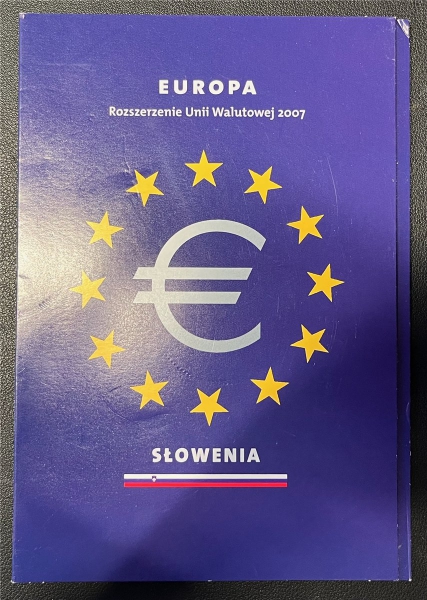 EUROPA
Rozszerzenie Unii Walutowej 2007
€
SŁOWENIA